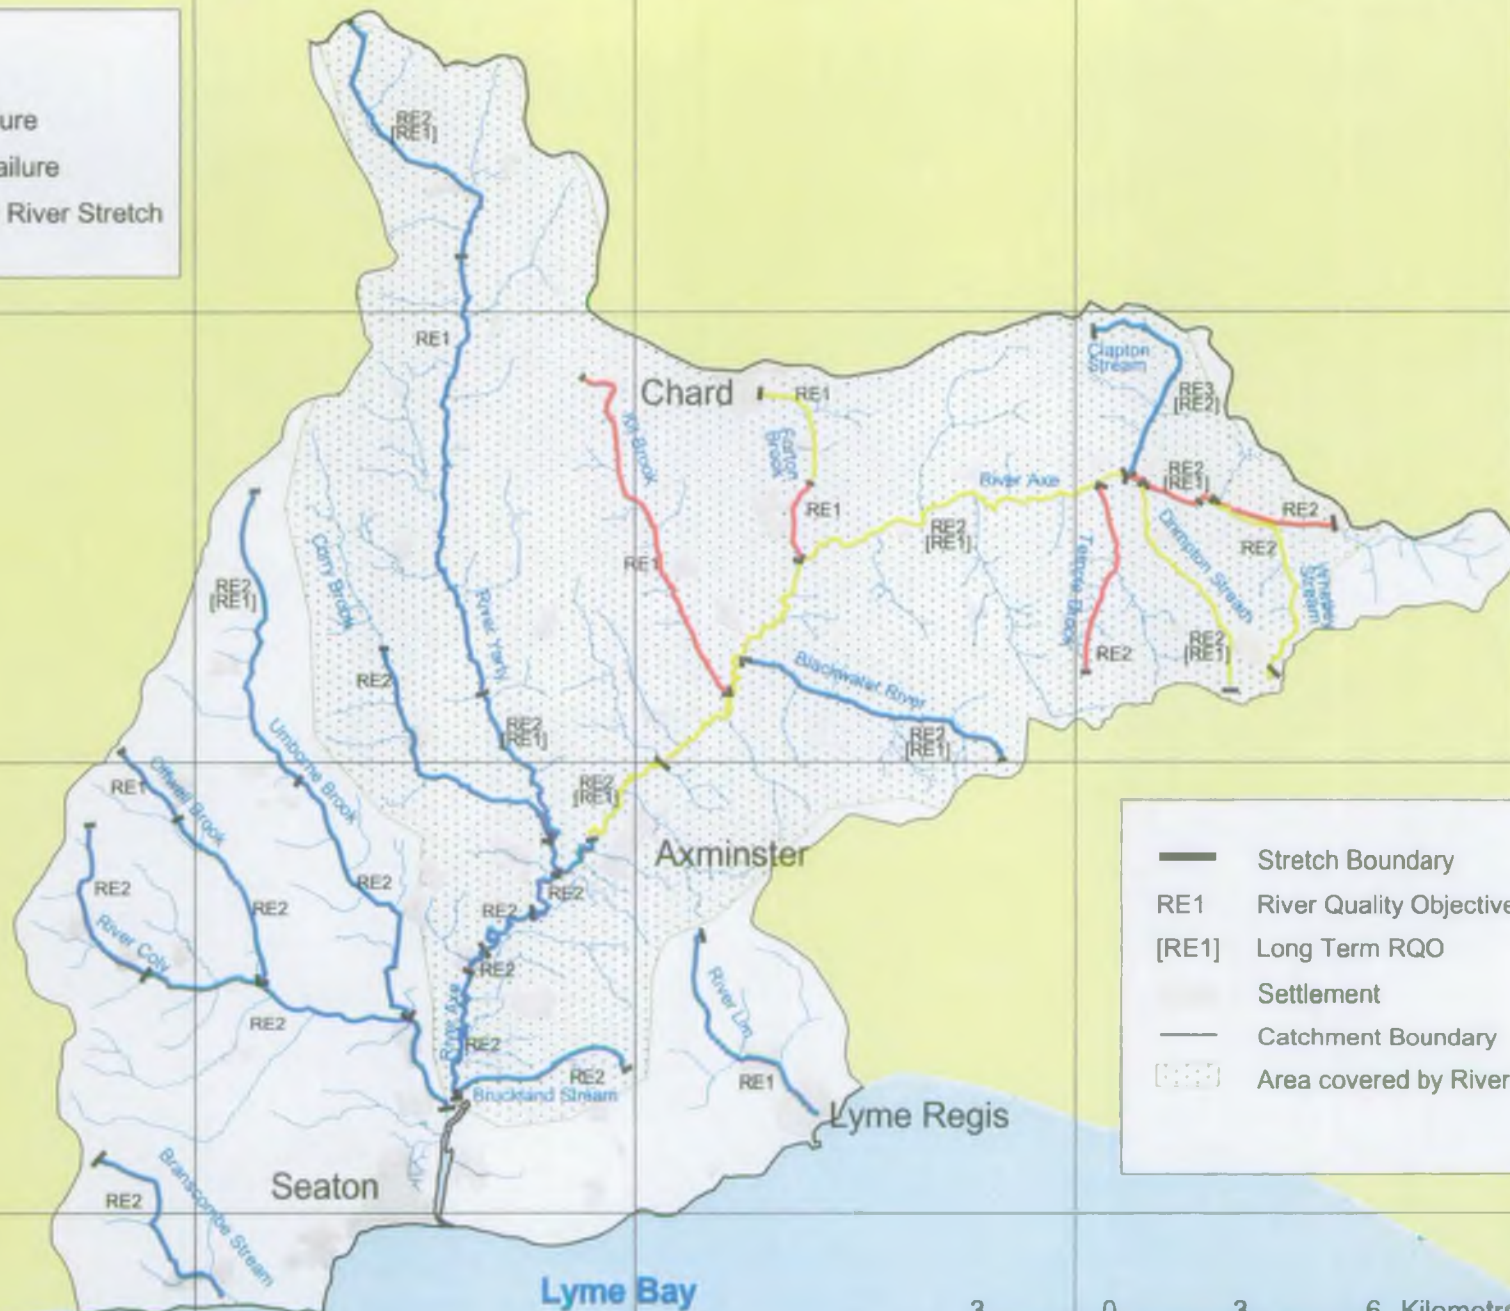 ure
ailure
River Stretch
RE2
[RE1]
RE1
Chard
RE1
Kit Brook
Forton
Brook
RE1
RE1
Clapton
Stream
RE3
[RE2]
River Axe
RE2
[RE1]
RE2
[RE1]
RE2
RE2
Drimpton Stream
Temple Brook
RE2
RE2
[RE1]
RE2
[RE1]
Corry Brook
River Yarty
RE2
RE2
[RE1]
Blackwater River
RE2
[RE1]
RE2
[RE1]
Umborne Brook
Offwell Brook
RE1
RE2
RE2
RE2
River Coly
RE2
Axminster
RE2
RE2
RE2
River Axe
RE2
RE2
Bruckland Stream
River Lim
RE1
Lyme Regis
Seaton
RE2
Branscombe Stream
Lyme Bay
Stretch Boundary
RE1 River Quality Objective
[RE1] Long Term RQO
Settlement
Catchment Boundary
Area covered by River
3 0 3 6 Kilometr